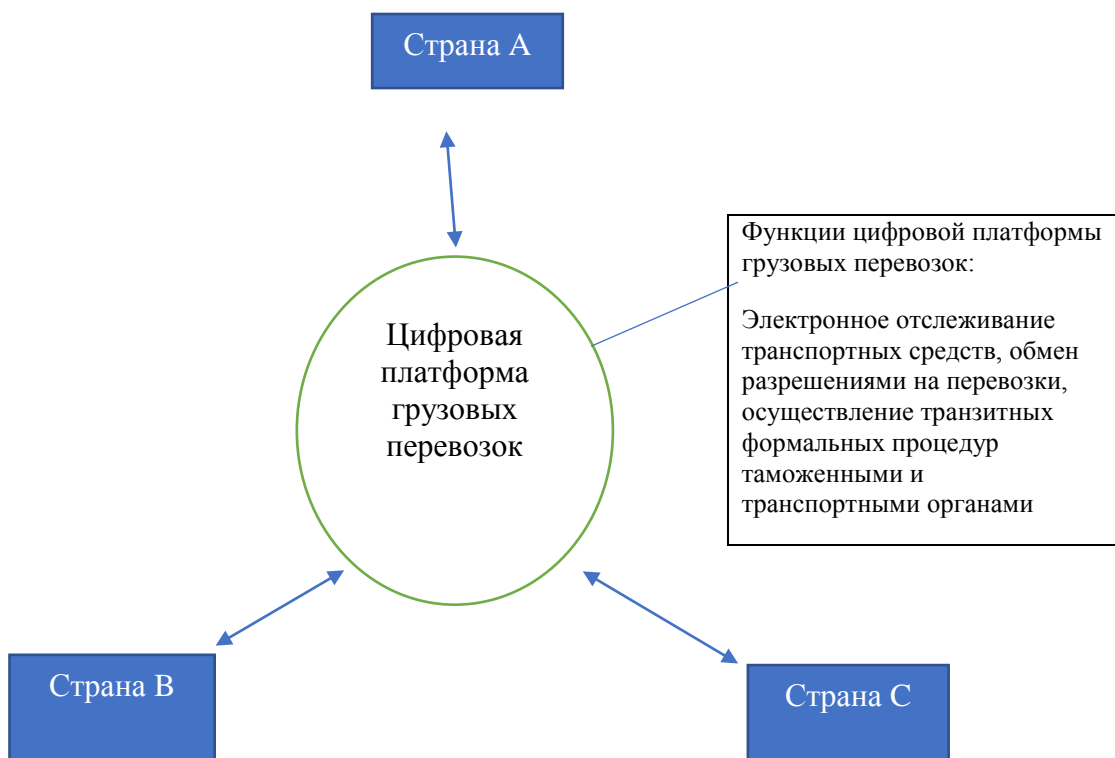 Страна А
Функции цифровой платформы
грузовых перевозок:
Электронное отслеживание
транспортных средств, обмен
разрешениями на перевозки,
осуществление транзитных
формальных процедур
таможенными и
транспортными органами
Цифровая
платформа
грузовых
перевозок
Страна В
Страна С